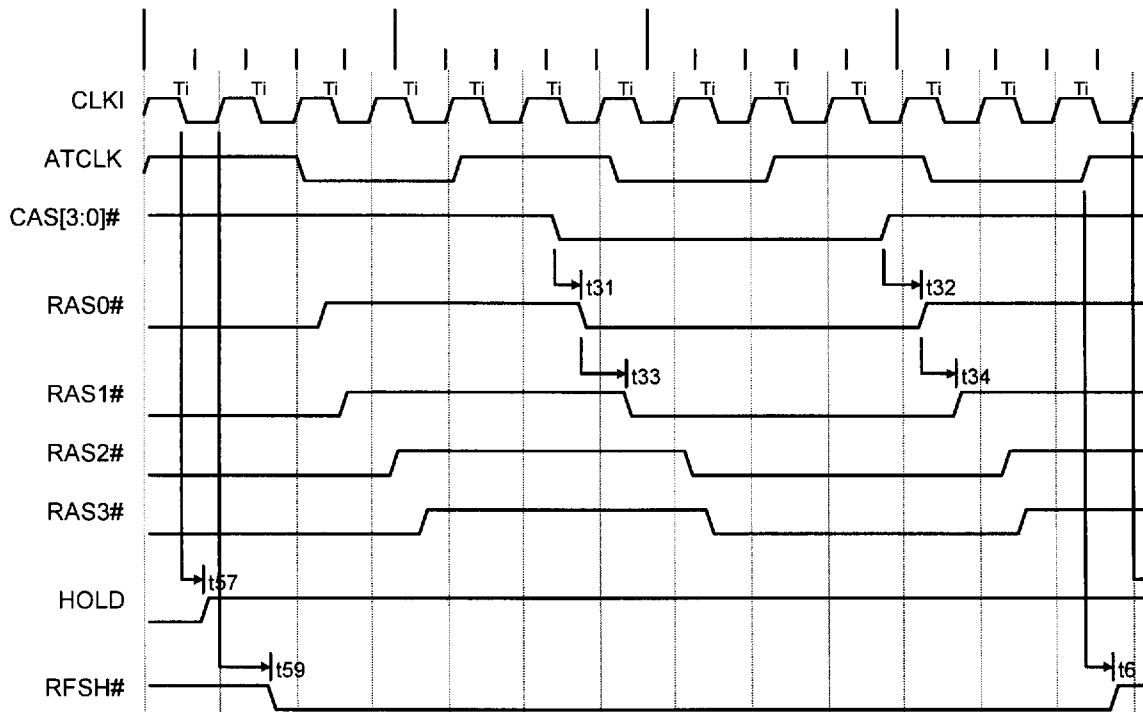 Ti Ti Ti Ti Ti Ti Ti Ti Ti Ti Ti Ti Ti
CLKI
ATCLK
CAS[3:0]#
t31 t32
RAS0#
t33 t34
RAS1#
RAS2#
RAS3#
t57
HOLD
t59 t6
RFSH#